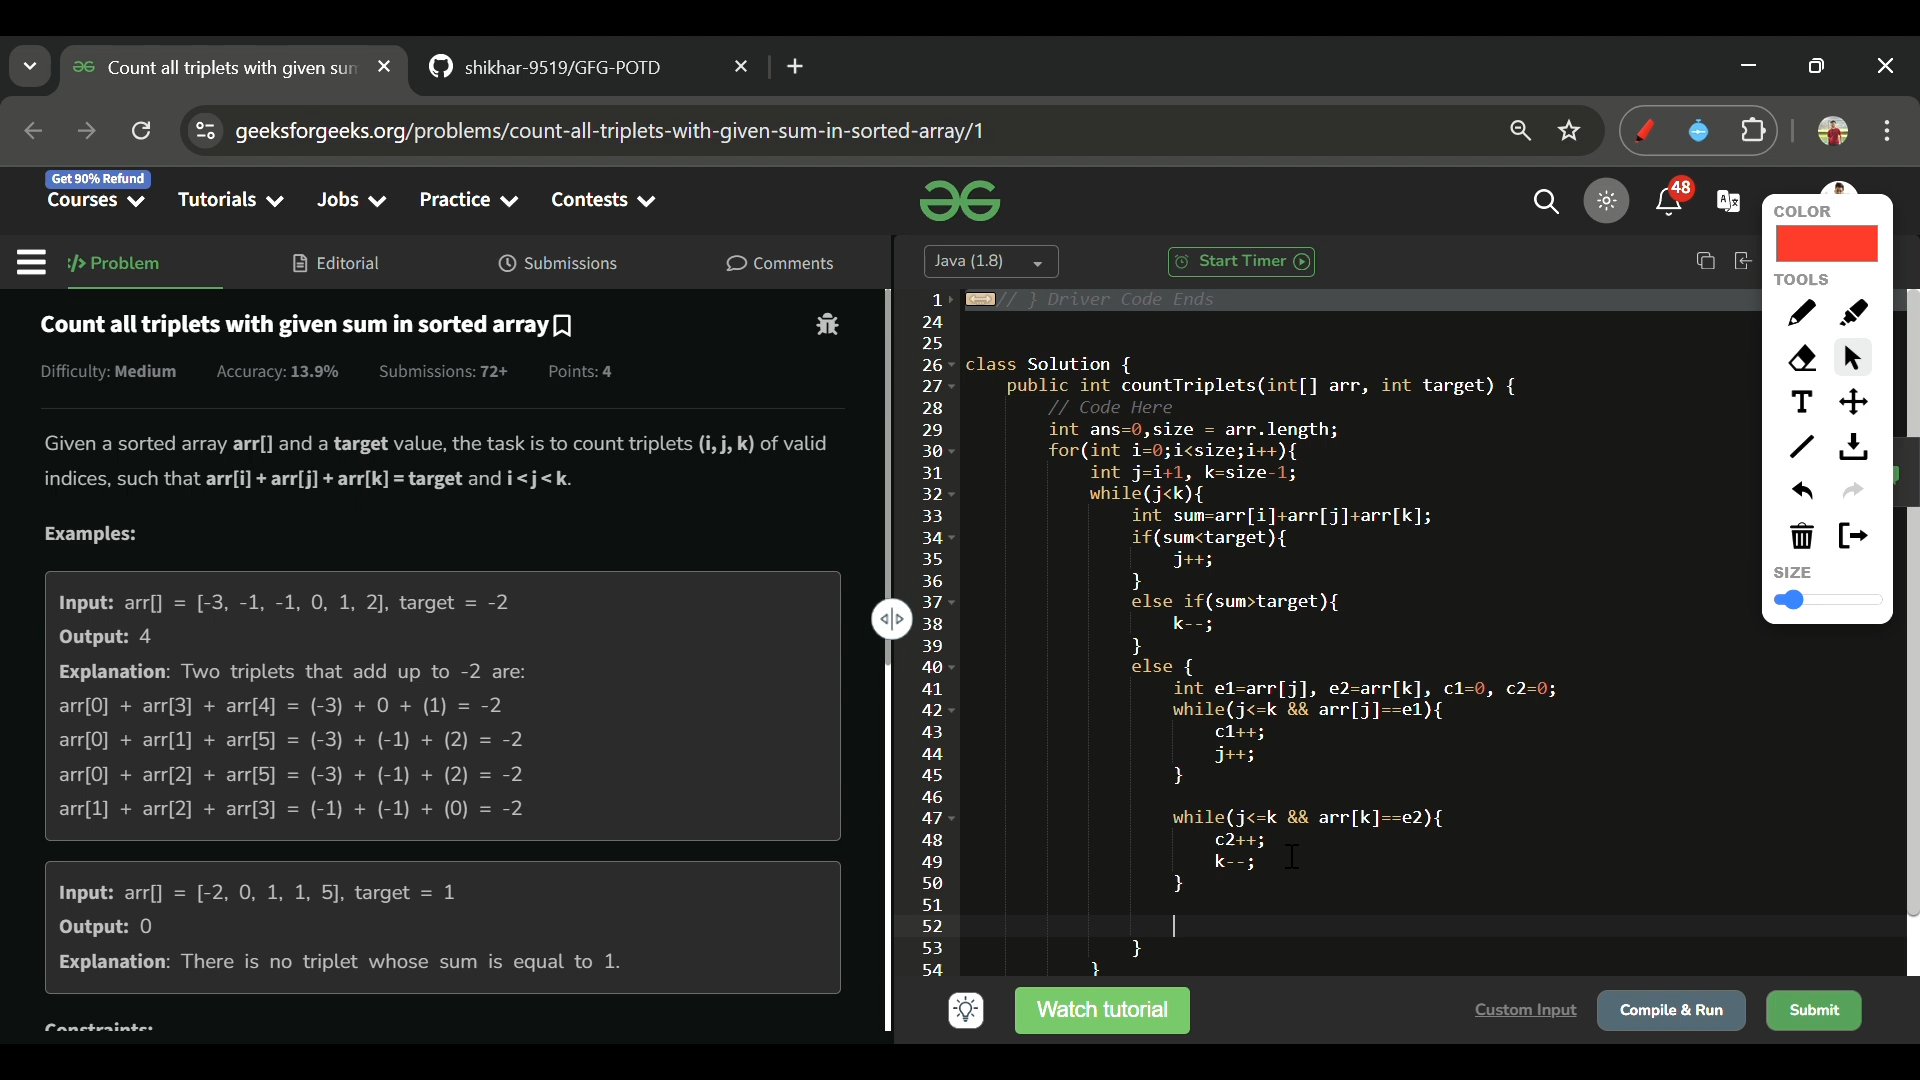 Count all triplets with given sum
shikhar-9519/GFG-POTD
geeksforgeeks.org/problems/count-all-triplets-with-given-sum-in-sorted-array/1
Get 90% Refund
Courses Tutorials Jobs Practice Contests
48
</> Problem Editorial Submissions Comments
Count all triplets with given sum in sorted array
Difficulty: Medium Accuracy: 13.9% Submissions: 72+ Points: 4
Given a sorted array arr[] and a target value, the task is to count triplets (i, j, k) of valid
indices, such that arr[i] + arr[j] + arr[k] = target and i < j < k.
Examples:
Input: arr[] = [-3, -1, -1, 0, 1, 2], target = -2
Output: 4
Explanation: Two triplets that add up to -2 are:
arr[0] + arr[3] + arr[4] = (-3) + 0 + (1) = -2
arr[0] + arr[1] + arr[5] = (-3) + (-1) + (2) = -2
arr[0] + arr[2] + arr[5] = (-3) + (-1) + (2) = -2
arr[1] + arr[2] + arr[3] = (-1) + (-1) + (0) = -2
Input: arr[] = [-2, 0, 1, 1, 5], target = 1
Output: 0
Explanation: There is no triplet whose sum is equal to 1.
Constraints:
Java (1.8) Start Timer
1 // } Driver Code Ends
24
25
26 class Solution {
27 public int countTriplets(int[] arr, int target) {
28 // Code Here
29 int ans=0,size = arr.length;
30 for(int i=0;i<size;i++){
31 int j=i+1, k=size-1;
32 while(j<k){
33 int sum=arr[i]+arr[j]+arr[k];
34 if(sum<target){
35 j++;
36 }
37 else if(sum>target){
38 k--;
39 }
40 else {
41 int e1=arr[j], e2=arr[k], c1=0, c2=0;
42 while(j<=k && arr[j]==e1){
43 c1++;
44 j++;
45 }
46
47 while(j<=k && arr[k]==e2){
48 c2++;
49 k--;
50 }
51
52
53 }
54 }
Watch tutorial Custom Input Compile & Run Submit
COLOR
TOOLS
T
SIZE